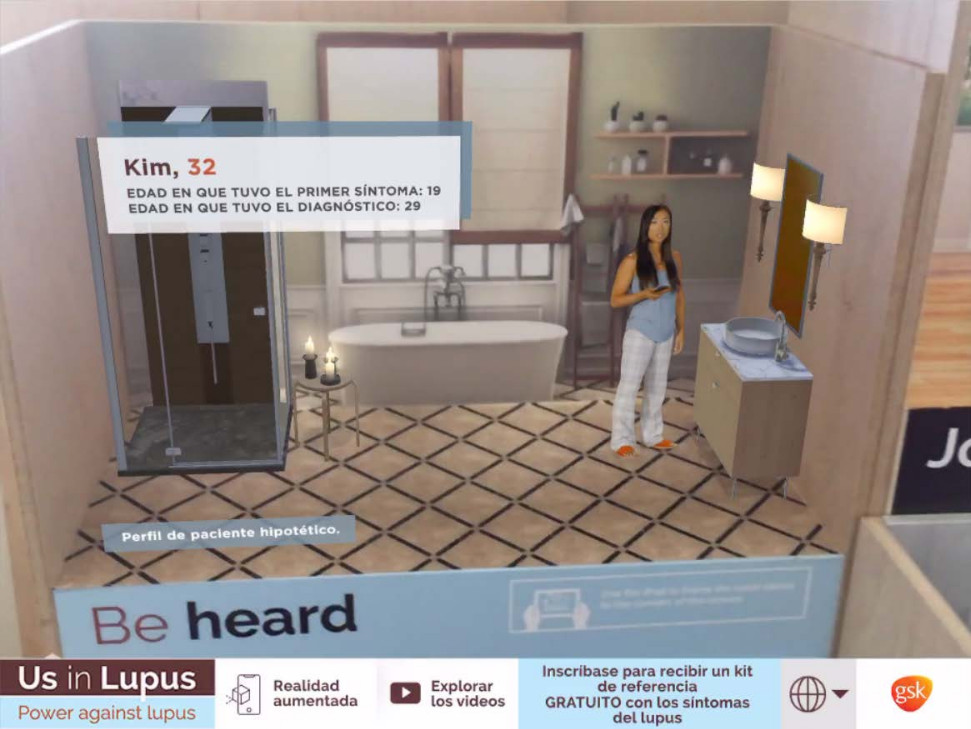 Kim, 32
EDAD EN QUE TUVO EL PRIMER SÍNTOMA: 19
EDAD EN QUE TUVO EL DIAGNÓSTICO: 29
Perfil de paciente hipotético.
Be heard
Jo
Us in Lupus
Power against lupus
Realidad
aumentada
Explorar
los videos
Inscríbase para recibir un kit
de referencia
GRATUITO con los síntomas
del lupus
gsk